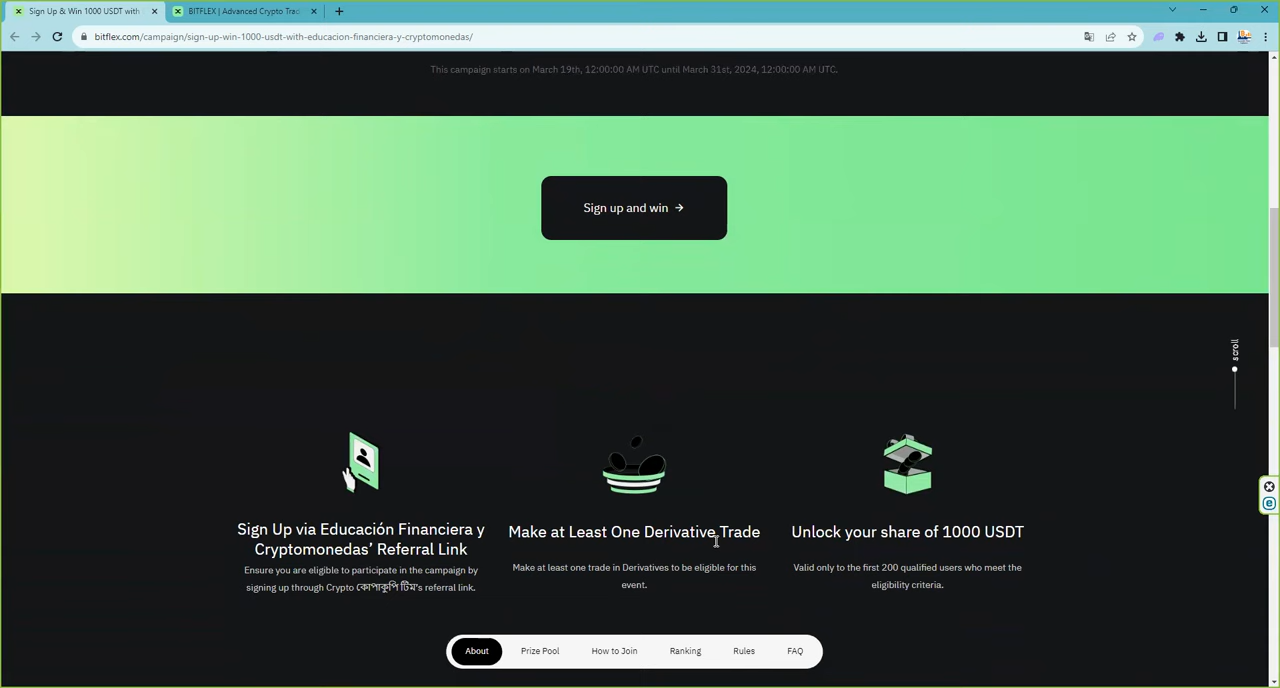 Sign Up & Win 1000 USDT with
BITFLEX | Advanced Crypto Trad
bitflex.com/campaign/sign-up-win-1000-usdt-with-educacion-financiera-y-cryptomonedas/
This campaign starts on March 19th, 12:00:00 AM UTC until March 31st, 2024, 12:00:00 AM UTC.
Sign up and win →
scroll
Sign Up via Educación Financiera y
Cryptomonedas’ Referral Link
Ensure you are eligible to participate in the campaign by
signing up through Crypto কোপাকুপি টিম's referral link.
Make at Least One Derivative Trade
Make at least one trade in Derivatives to be eligible for this
event.
Unlock your share of 1000 USDT
Valid only to the first 200 qualified users who meet the
eligibility criteria.
About Prize Pool How to Join Ranking Rules FAQ